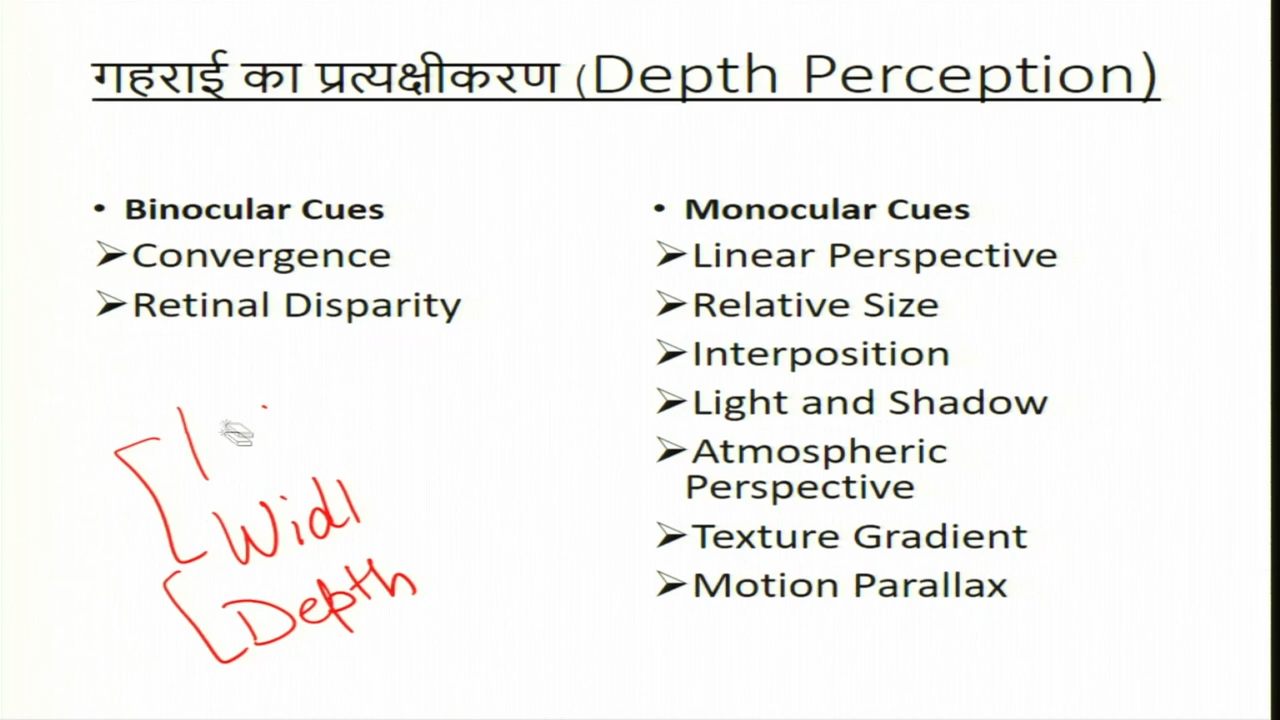 गहराई का प्रत्यक्षीकरण (Depth Perception)
• Binocular Cues
➢Convergence
➢Retinal Disparity
• Monocular Cues
➢Linear Perspective
➢Relative Size
➢Interposition
➢Light and Shadow
➢Atmospheric
Perspective
➢Texture Gradient
➢Motion Parallax
Depth